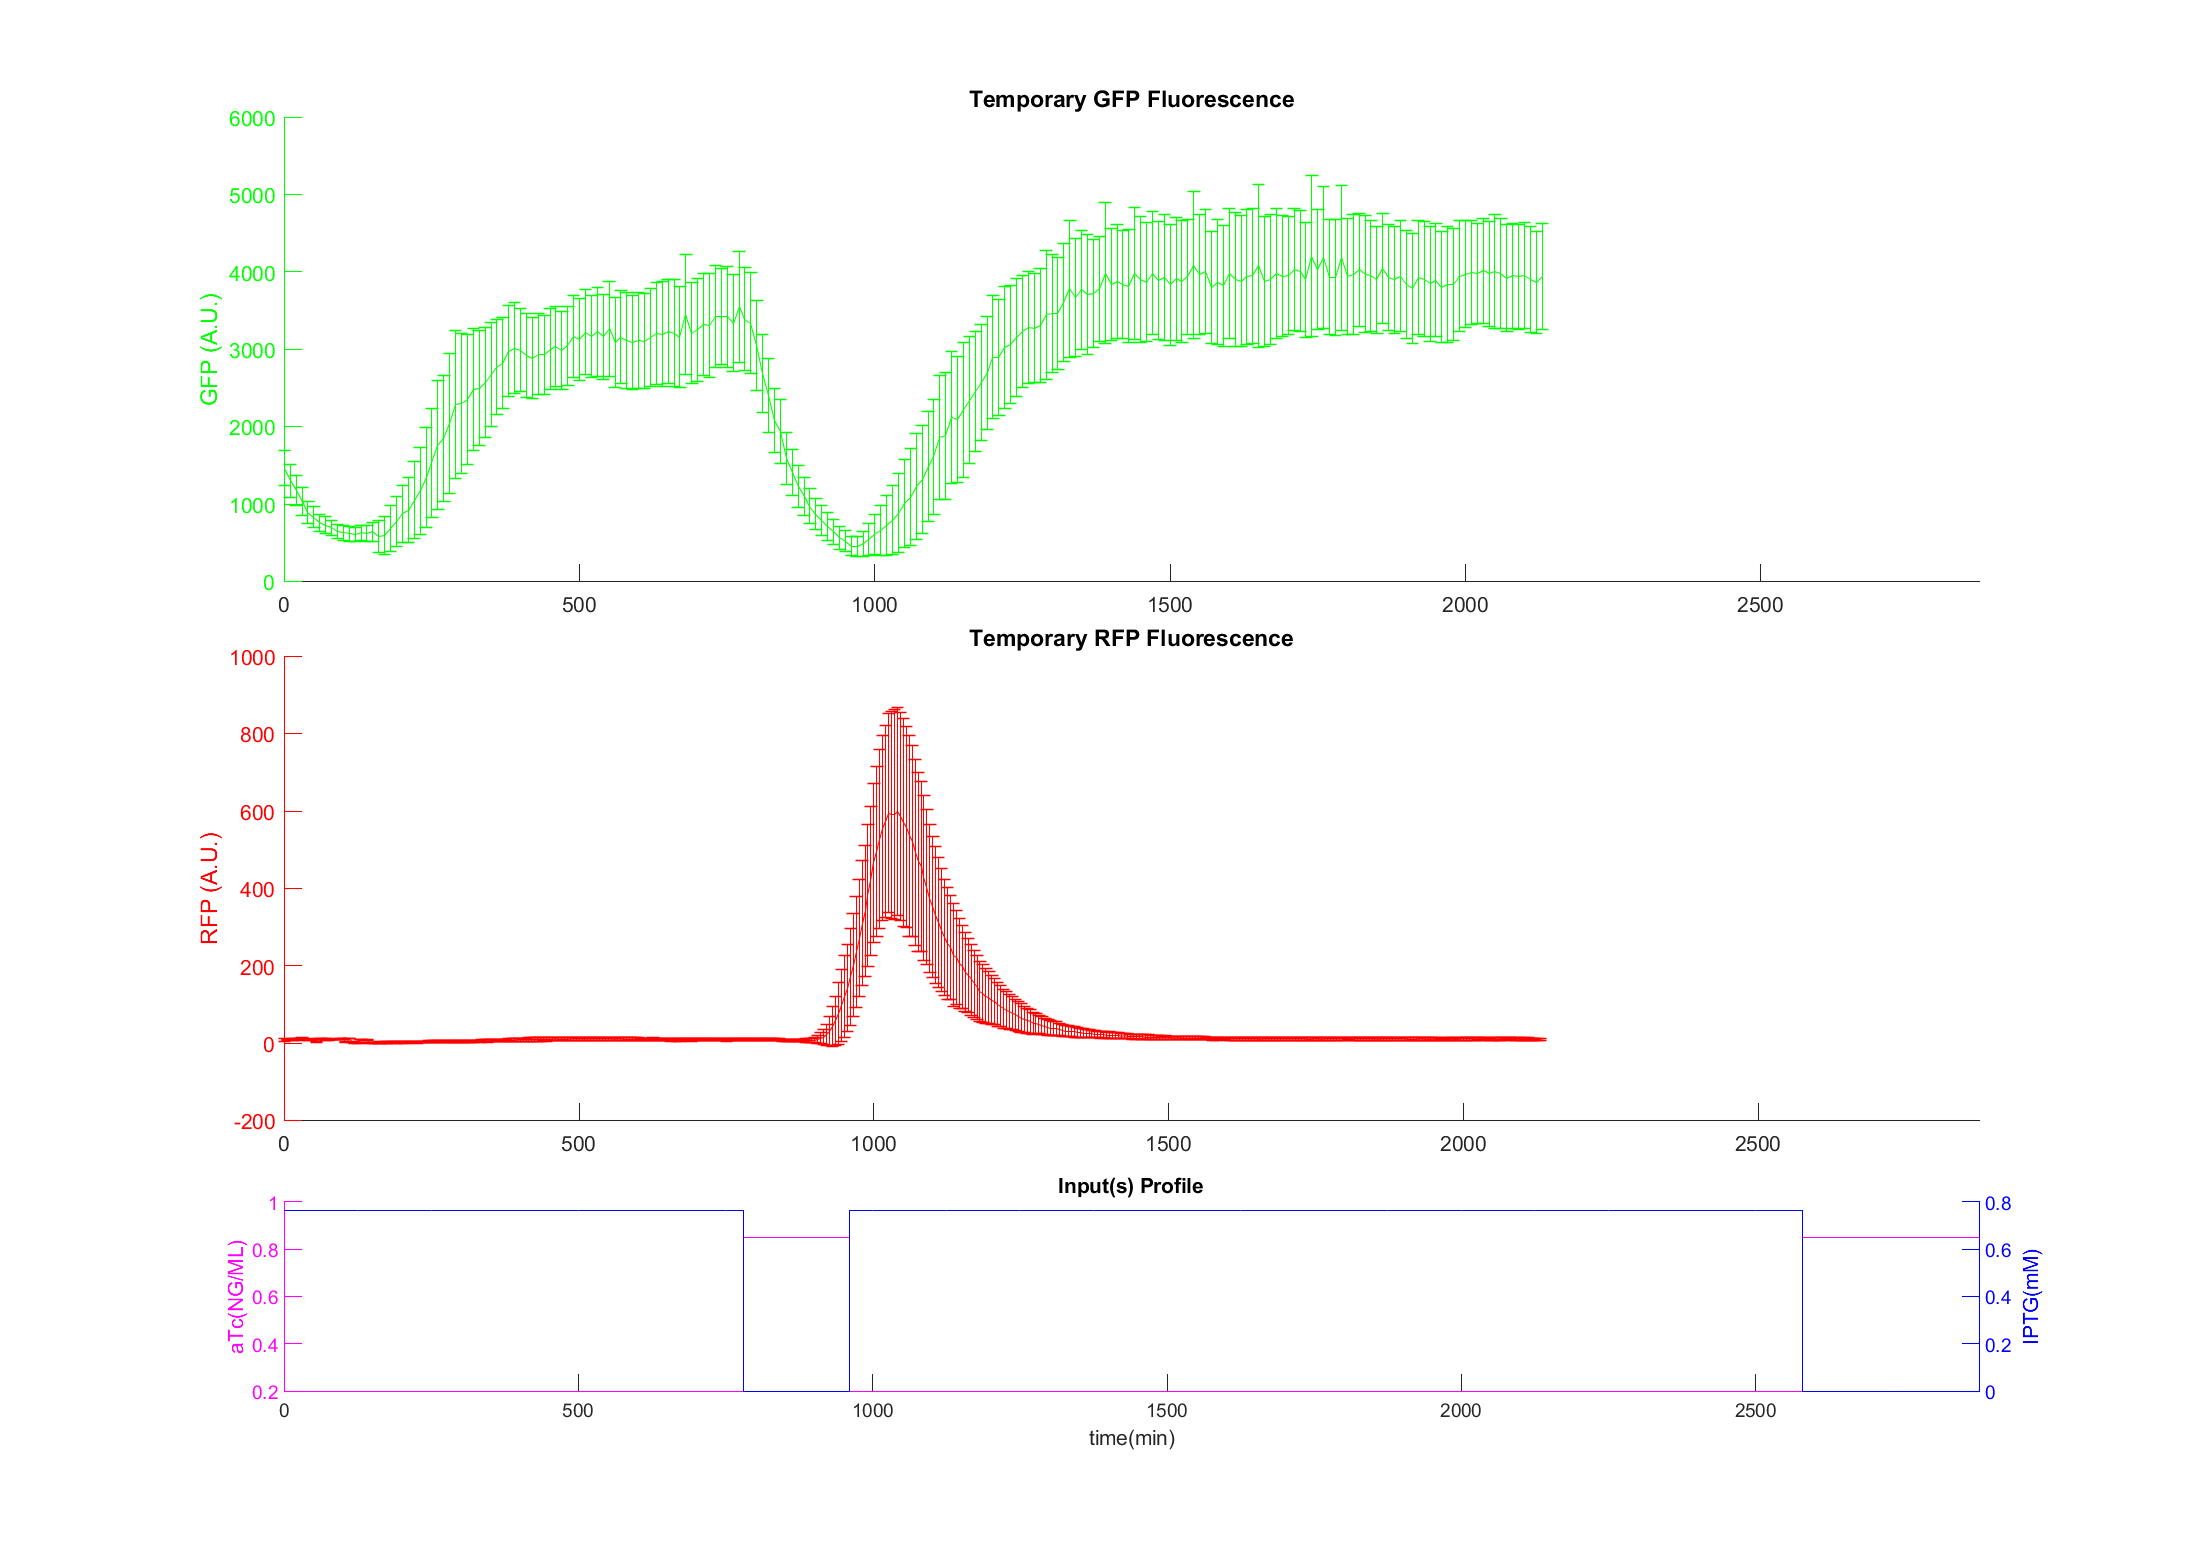 Temporary GFP Fluorescence
6000
5000
4000
3000
2000
1000
0
GFP (A.U.)
0 500 1000 1500 2000 2500
Temporary RFP Fluorescence
1000
800
600
400
200
0
-200
RFP (A.U.)
0 500 1000 1500 2000 2500
Input(s) Profile
1
0.8
0.6
0.4
0.2
aTc(NG/ML)
0.8
0.6
0.4
0.2
0
IPTG(mM)
0 500 1000 1500 2000 2500
time(min)